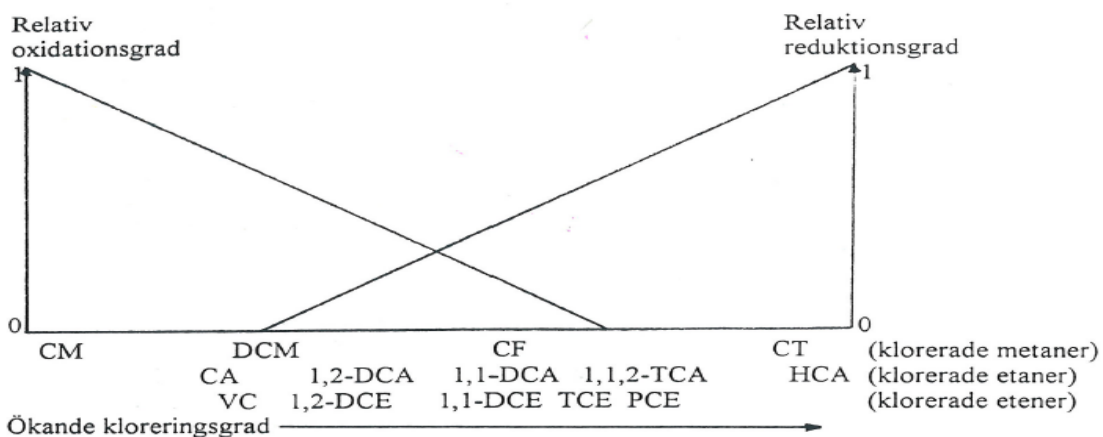 Relativ
oxidationsgrad
Relativ
reduktionsgrad
1
1
0
0
CM DCM CF CT (klorerade metaner)
CA 1,2-DCA 1,1-DCA 1,1,2-TCA HCA (klorerade etaner)
VC 1,2-DCE 1,1-DCE TCE PCE (klorerade etener)
Ökande kloreringsgrad